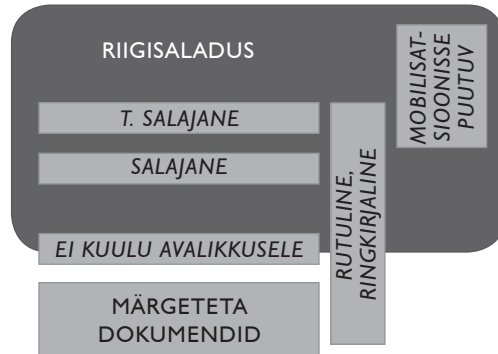 RIIGISALADUS
T. SALAJANE
SALAJANE
EI KUULU AVALIKKUSELE
MÄRGETETA
DOKUMENDID
RUTULINE,
RINGKIRJALINE
MOBILISAT-
SIOONISSE
PUUTUV